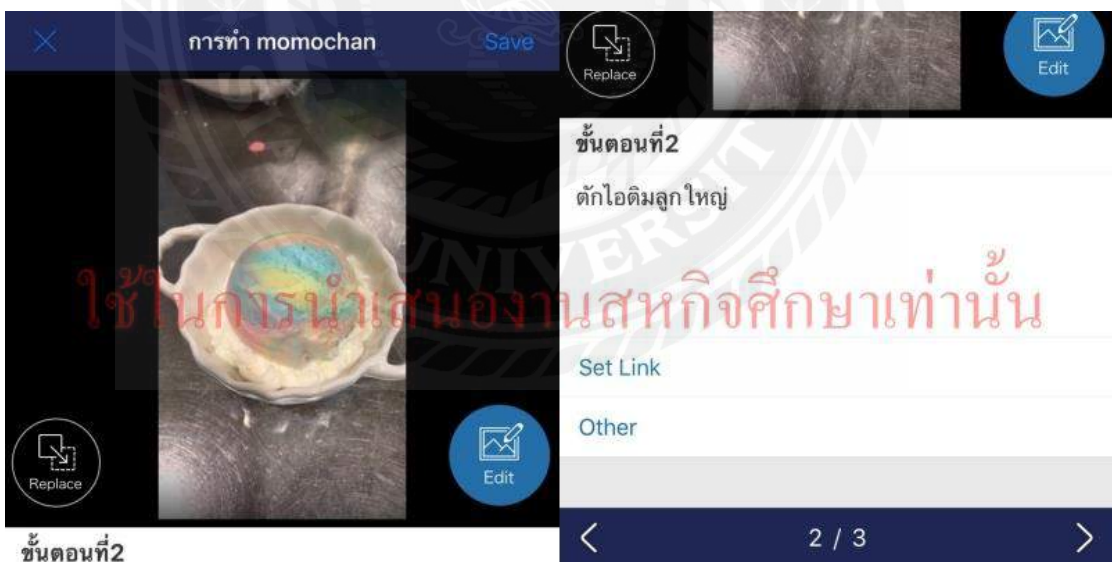 การทำ momochan
Save
Replace
Edit
ขั้นตอนที่2
Replace
Edit
ขั้นตอนที่2
ตักไอติมลูกใหญ่
ใช้ในการนำเสนองานสหกิจศึกษาเท่านั้น
UNIVERSIT
Set Link
Other
2 / 3